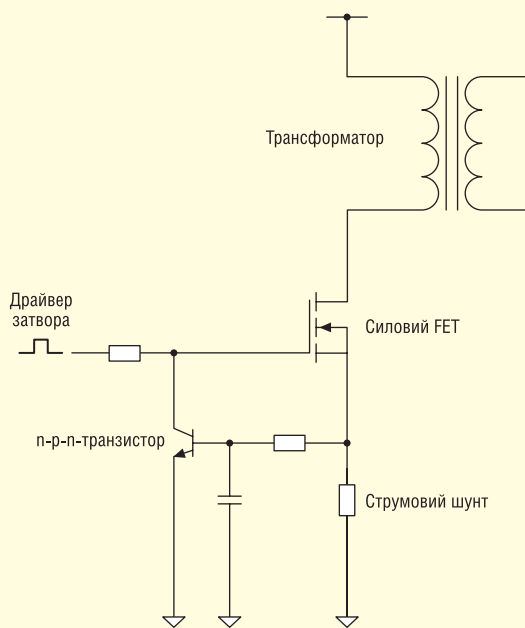 Трансформатор
Драйвер
затвора
Силовий FET
n-p-n-транзистор
Струмовий шунт